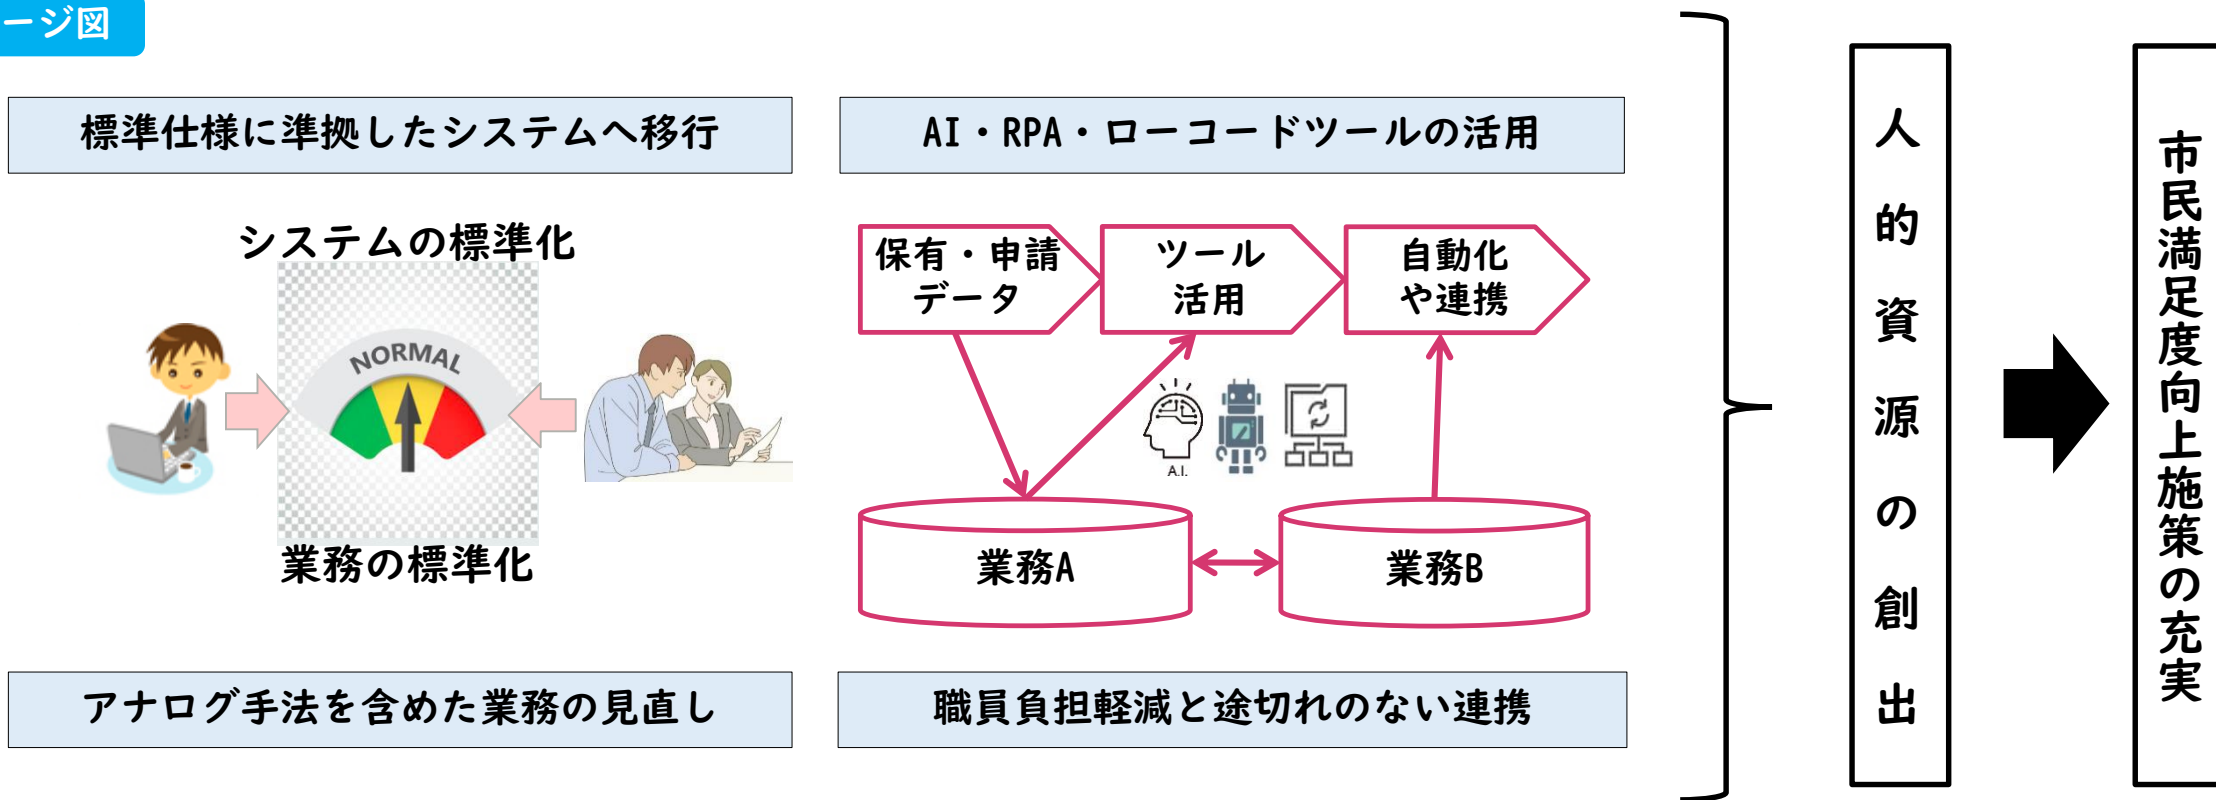 ージ図
標準仕様に準拠したシステムへ移行
システムの標準化
NORMAL
業務の標準化
アナログ手法を含めた業務の見直し
AI・RPA・ローコードツールの活用
保有・申請
データ
ツール
活用
自動化
や連携
A.I.
業務A
業務B
職員負担軽減と途切れのない連携
人的資源の創出
市民満足度向上施策の充実